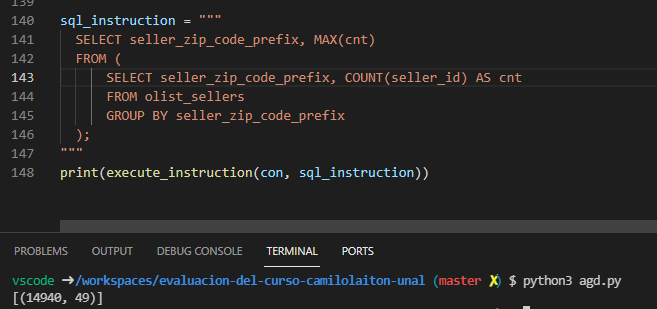 139
140 sql_instruction = """
141 SELECT seller_zip_code_prefix, MAX(cnt)
142 FROM (
143 SELECT seller_zip_code_prefix, COUNT(seller_id) AS cnt
144 FROM olist_sellers
145 GROUP BY seller_zip_code_prefix
146 );
147 """
148 print(execute_instruction(con, sql_instruction))
PROBLEMS OUTPUT DEBUG CONSOLE TERMINAL PORTS
vscode ➜/workspaces/evaluacion-del-curso-camilolaiton-unal (master ✗) $ python3 agd.py
[(14940, 49)]